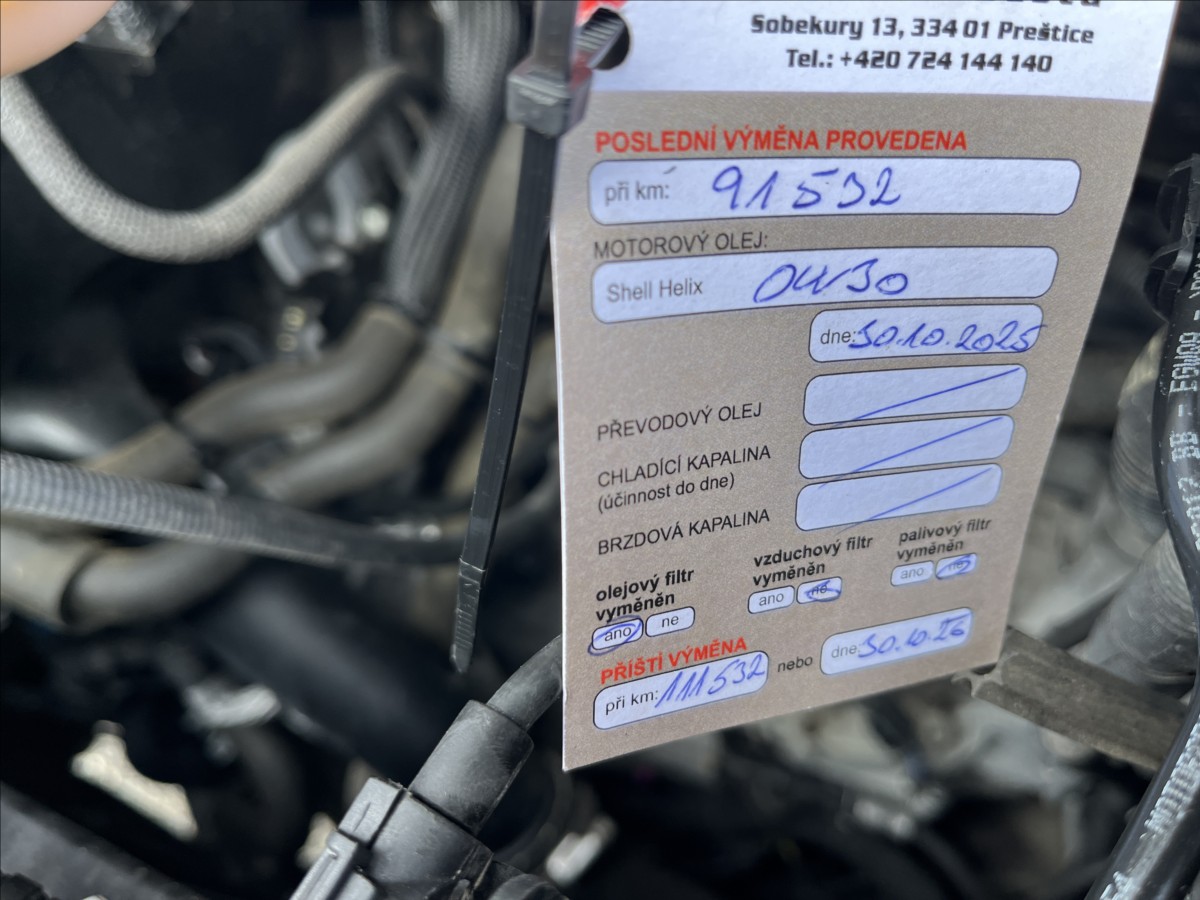 Sobekury 13, 334 01 Preštice
Tel.: +420 724 144 140
POSLEDNÍ VÝMĚNA PROVEDENA
při km: 91 532
MOTOROVÝ OLEJ:
Shell Helix 0W30
dne: 30.10.2025
PŘEVODOVÝ OLEJ
CHLADÍCÍ KAPALINA
(účinnost do dne)
BRZDOVÁ KAPALINA
olejový filtr
vyměněn
ano ne
vzduchový filtr
vyměněn
ano ne
palivový filtr
vyměněn
ano ne
PŘÍŠTÍ VÝMĚNA
při km: 111532 nebo dne: 30.10.26